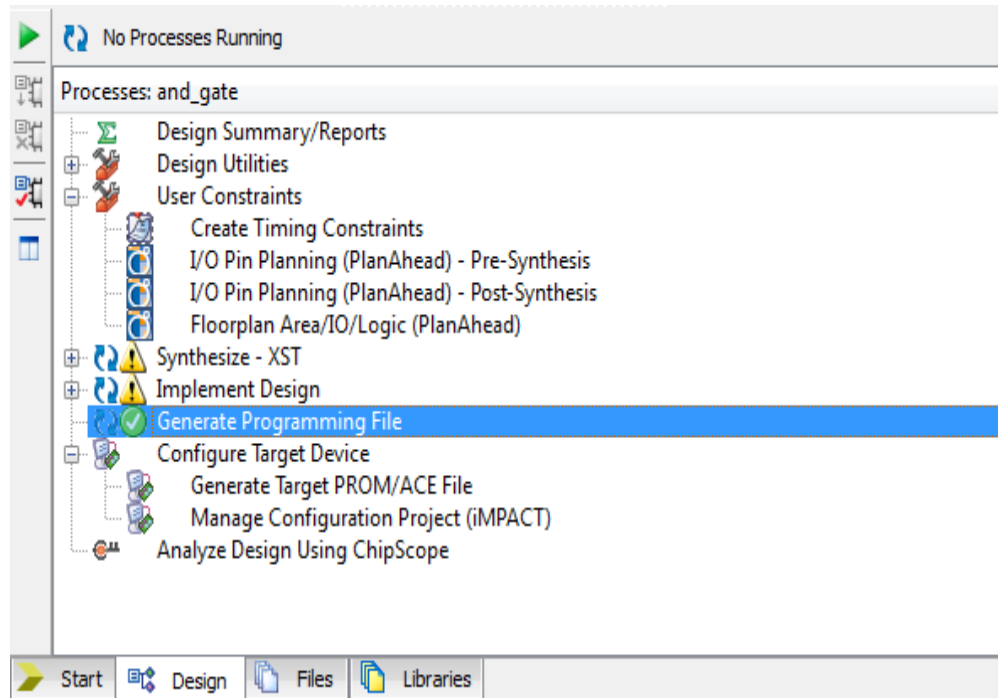 No Processes Running
Processes: and_gate
Design Summary/Reports
Design Utilities
User Constraints
Create Timing Constraints
I/O Pin Planning (PlanAhead) - Pre-Synthesis
I/O Pin Planning (PlanAhead) - Post-Synthesis
Floorplan Area/IO/Logic (PlanAhead)
Synthesize - XST
Implement Design
Generate Programming File
Configure Target Device
Generate Target PROM/ACE File
Manage Configuration Project (iMPACT)
Analyze Design Using ChipScope
Start Design Files Libraries